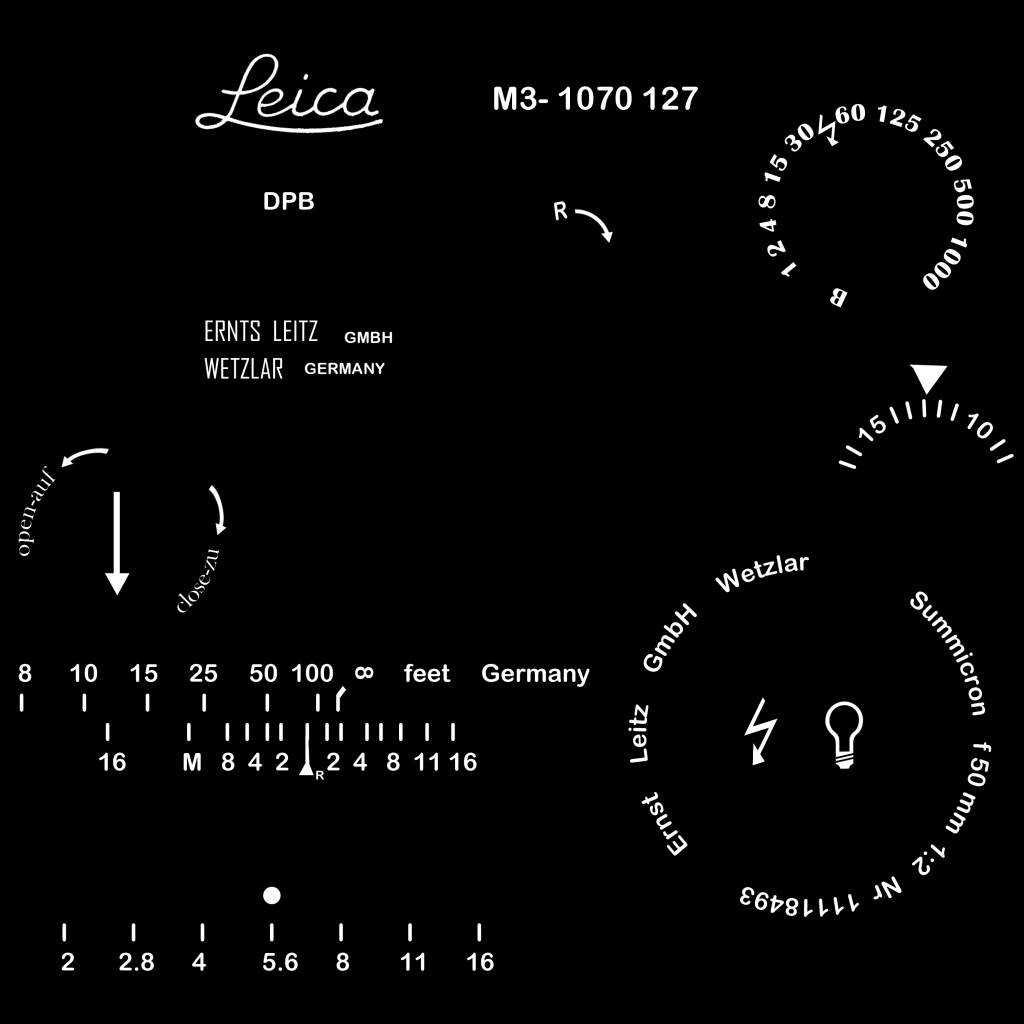 Leica
M3- 1070 127
1 2 4 8 15 30 60 125 250 500 1000 B
DPB
R
ERNTS LEITZ GMBH
WETZLAR GERMANY
15 10
open-auf
close-zu
Ernst Leitz GmbH Wetzlar
Summicron f 50 mm 1:2 Nr 11118493
8 10 15 25 50 100 ∞ feet Germany
16 M 8 4 2 R 2 4 8 11 16
2 2.8 4 5.6 8 11 16